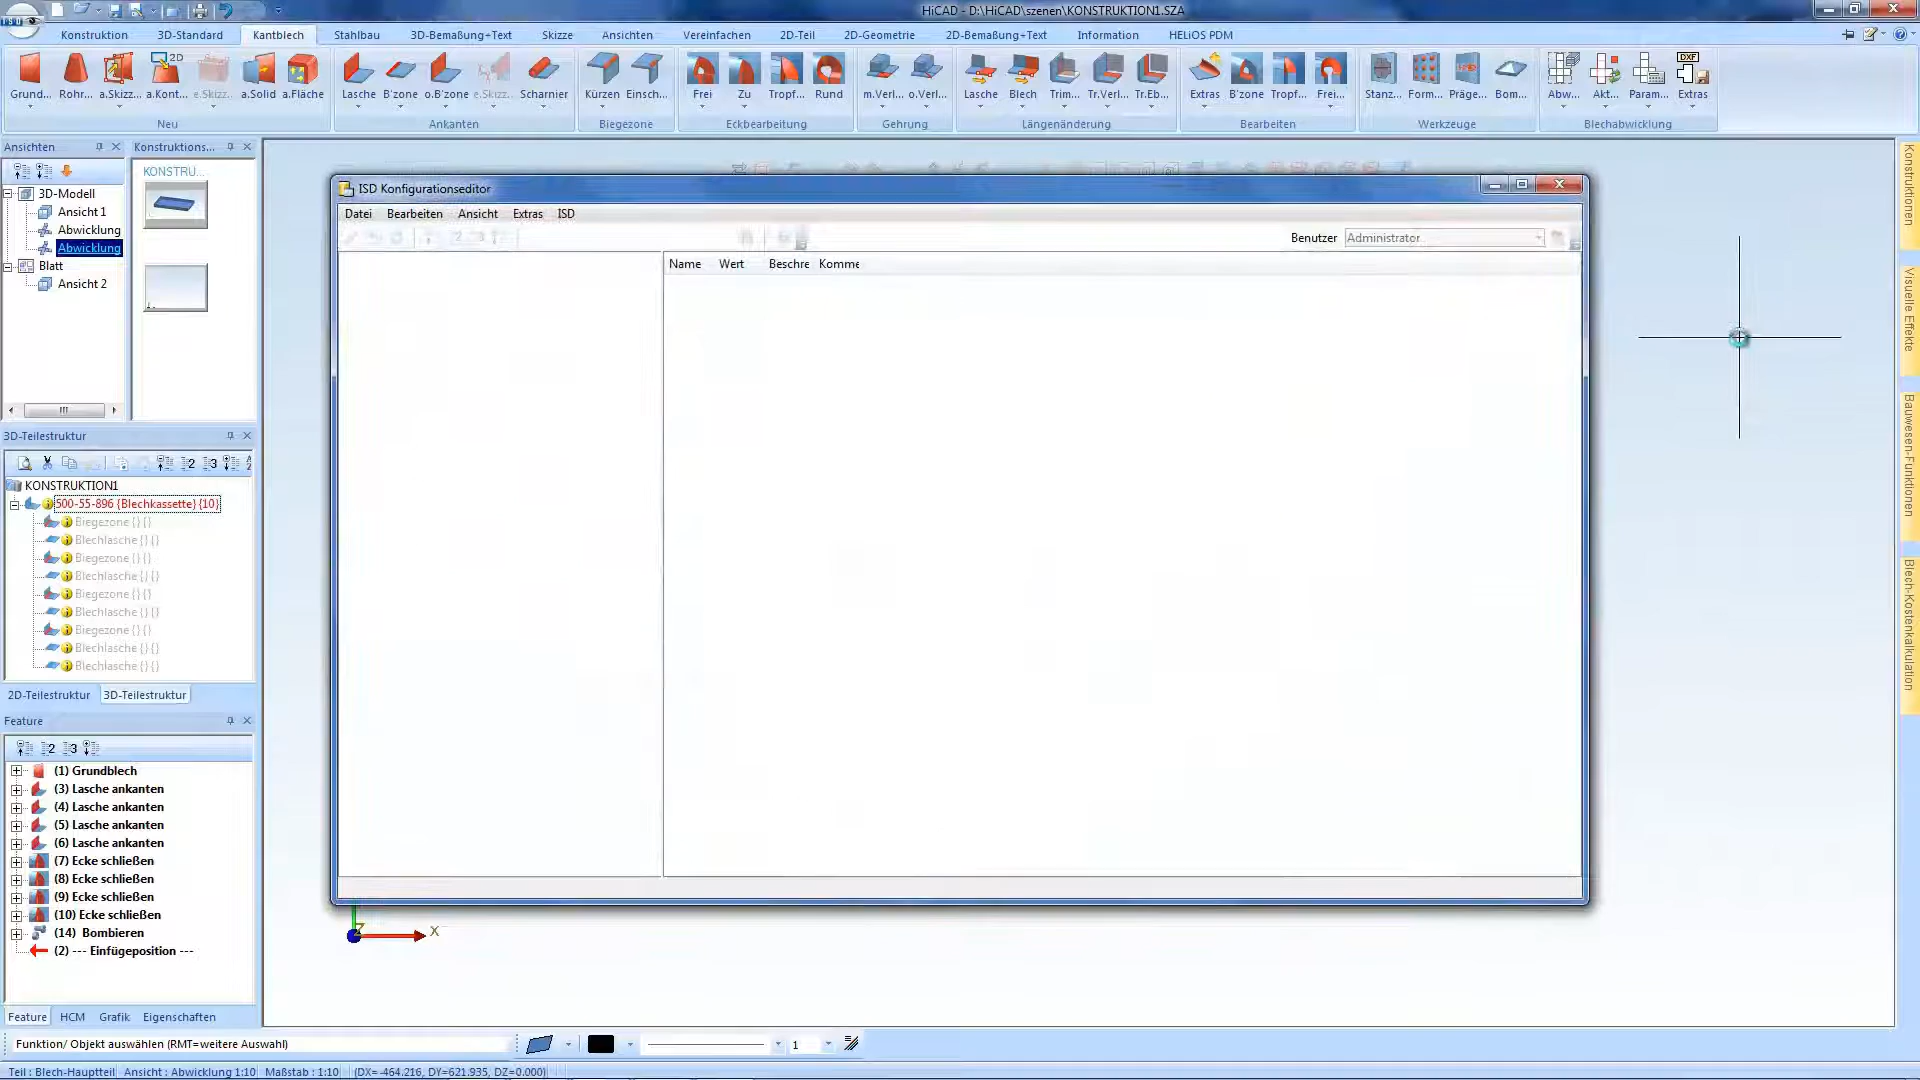 HiCAD - D:\HiCAD\szenen\KONSTRUKTION1.SZA
Konstruktion 3D-Standard Kantblech Stahlbau 3D-Bemaßung+Text Skizze Ansichten Vereinfachen 2D-Teil 2D-Geometrie 2D-Bemaßung+Text Information HELiOS PDM
Grund... Rohr... a.Skizz... a.Kont... e.Skizz... a.Solid a.Fläche Lasche B'zone o.B'zone e.Skizz... Scharnier Kürzen Einsch... Frei Zu Tropf... Rund m.Verl... o.Verl... Lasche Blech Trim... Tr.Verl... Tr.Eb... Extras B'zone Tropf... Frei... Stanz... Form... Präge... Bom... Abw... Akt... Param... Extras
Neu Ankanten Biegezone Eckbearbeitung Gehrung Längenänderung Bearbeiten Werkzeuge Blechabwicklung
Ansichten
3D-Modell
Ansicht 1
Abwicklung
Abwicklung
Blatt
Ansicht 2
Konstruktions...
KONSTRU...
3D-Teilestruktur
KONSTRUKTION1
500-55-896 {Blechkassette} {10}
Biegezone {} {}
Blechlasche {} {}
Biegezone {} {}
Blechlasche {} {}
Biegezone {} {}
Blechlasche {} {}
Biegezone {} {}
Blechlasche {} {}
Blechlasche {} {}
2D-Teilestruktur 3D-Teilestruktur
Feature
(1) Grundblech
(3) Lasche ankanten
(4) Lasche ankanten
(5) Lasche ankanten
(6) Lasche ankanten
(7) Ecke schließen
(8) Ecke schließen
(9) Ecke schließen
(10) Ecke schließen
(14) Bombieren
(2) --- Einfügeposition ---
Feature HCM Grafik Eigenschaften
ISD Konfigurationseditor
Datei Bearbeiten Ansicht Extras ISD
Benutzer Administrator
Name Wert Beschre Komme
X
Konstruktionen
Visuelle Effekte
Bauwesen-Funktionen
Blech-Kostenkalkulation
Funktion/ Objekt auswählen (RMT=weitere Auswahl)
1
Teil : Blech-Hauptteil Ansicht : Abwicklung 1:10 Maßstab : 1:10 (DX= -464.216, DY=621.935, DZ=0.000)